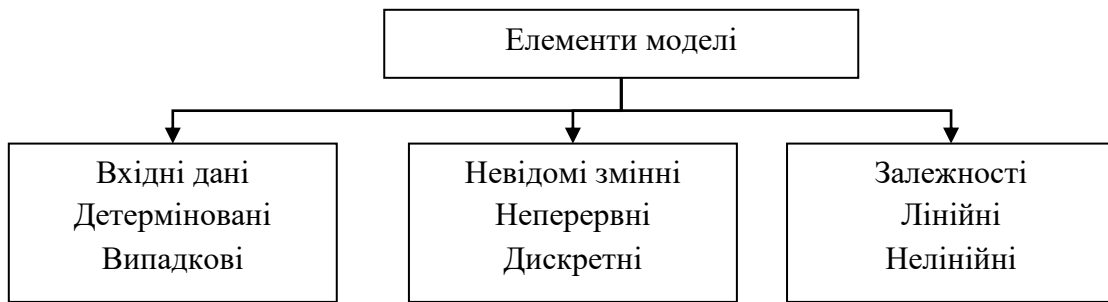 Елементи моделі
Вхідні дані
Детерміновані
Випадкові
Невідомі змінні
Неперервні
Дискретні
Залежності
Лінійні
Нелінійні